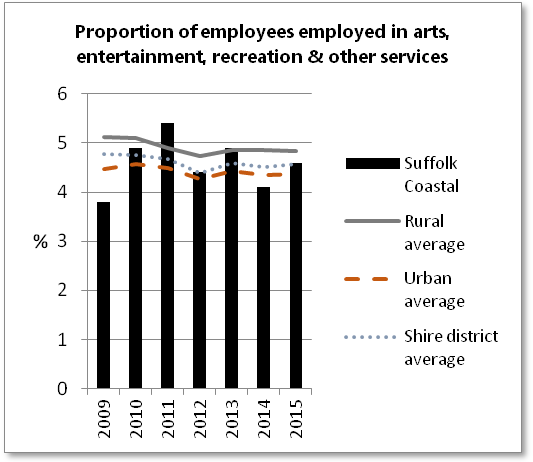 Proportion of employees employed in arts,
entertainment, recreation & other services
6
5
4
3
2
1
0
%
2009
2010
2011
2012
2013
2014
2015
Suffolk
Coastal
Rural
average
Urban
average
Shire district
average